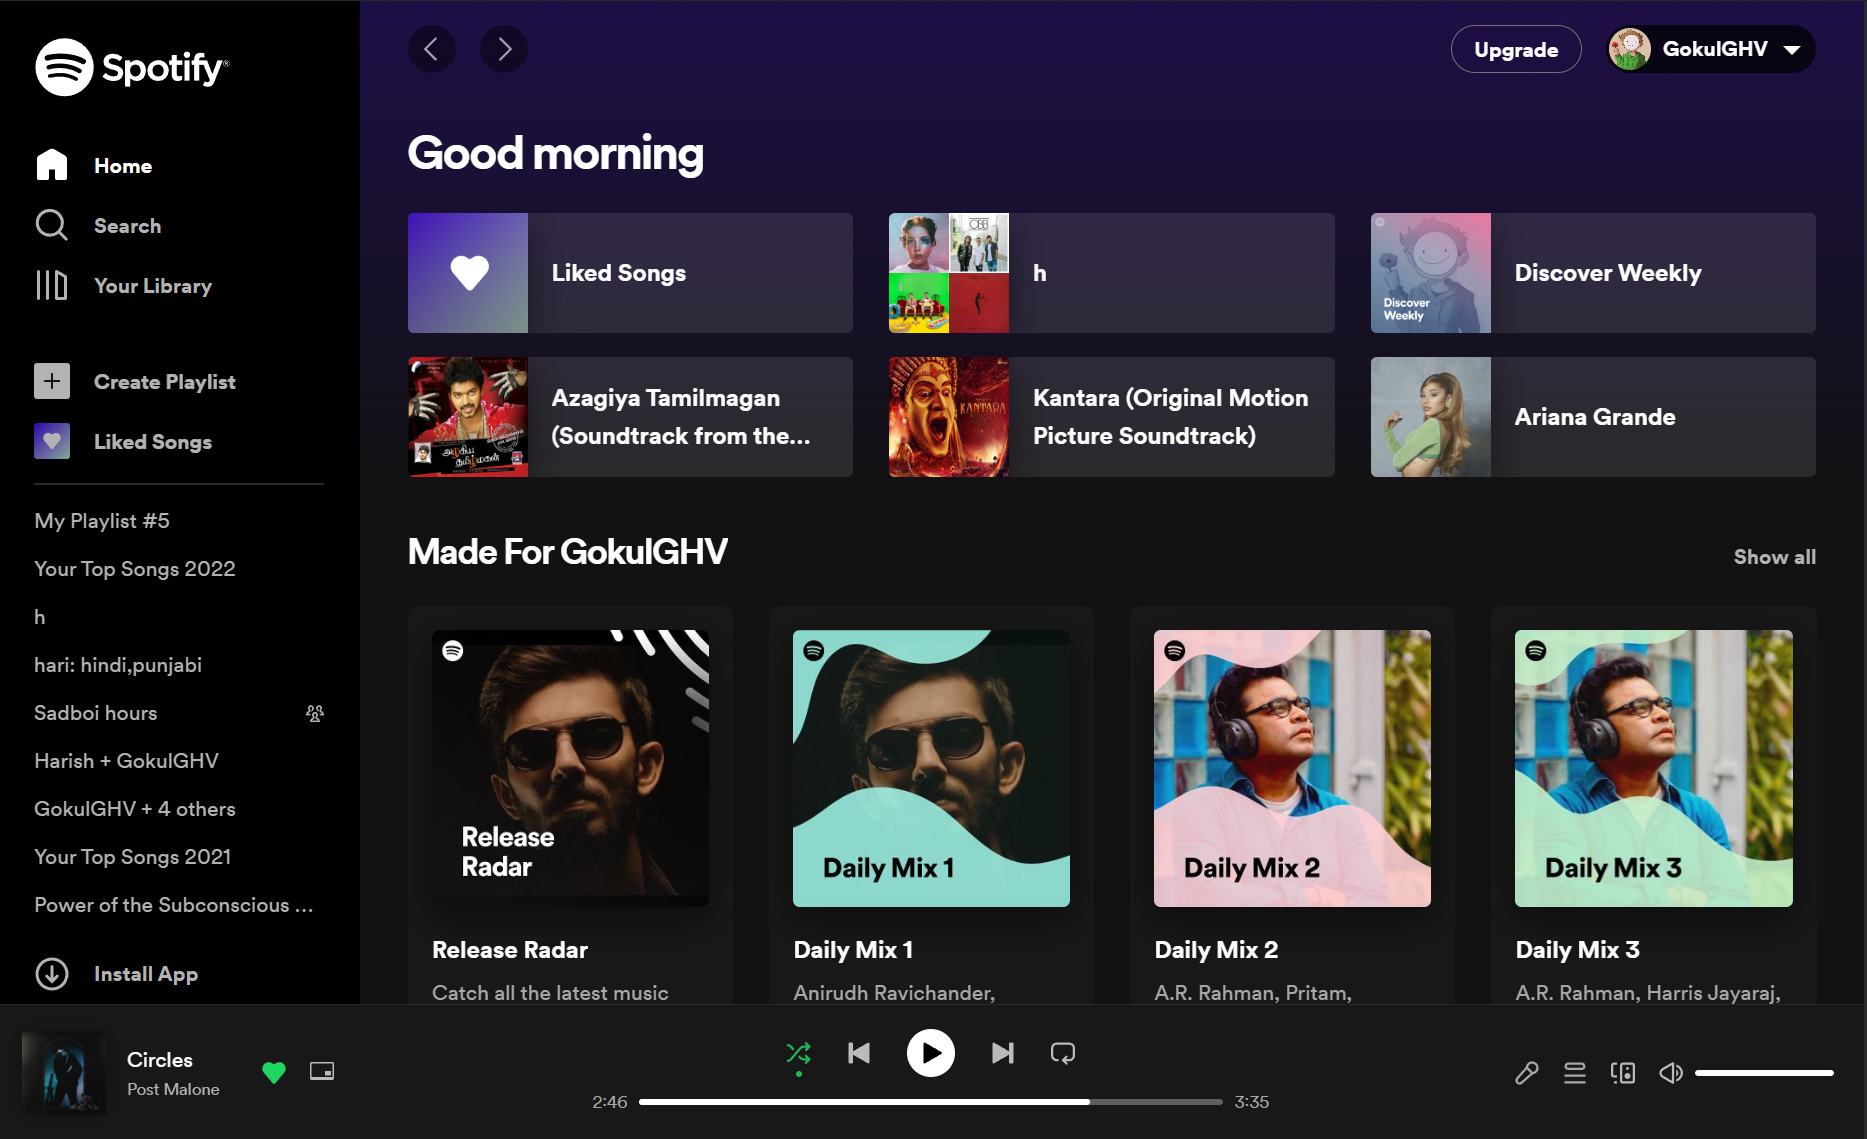 Spotify
Home
Search
Your Library
Create Playlist
Liked Songs
My Playlist #5
Your Top Songs 2022
h
hari: hindi,punjabi
Sadboi hours
Harish + GokulGHV
GokulGHV + 4 others
Your Top Songs 2021
Power of the Subconscious ...
Install App
Upgrade
GokulGHV
Good morning
Liked Songs
h
Discover
Weekly
Discover Weekly
அழகிய
தமிழ்மகன்
Azagiya Tamilmagan
(Soundtrack from the...
KANTARA
Kantara (Original Motion
Picture Soundtrack)
Ariana Grande
Made For GokulGHV
Show all
Release
Radar
Daily Mix 1
Daily Mix 2
Daily Mix 3
Release Radar
Catch all the latest music
Daily Mix 1
Anirudh Ravichander,
Daily Mix 2
A.R. Rahman, Pritam,
Daily Mix 3
A.R. Rahman, Harris Jayaraj,
Circles
Post Malone
2:46
3:35